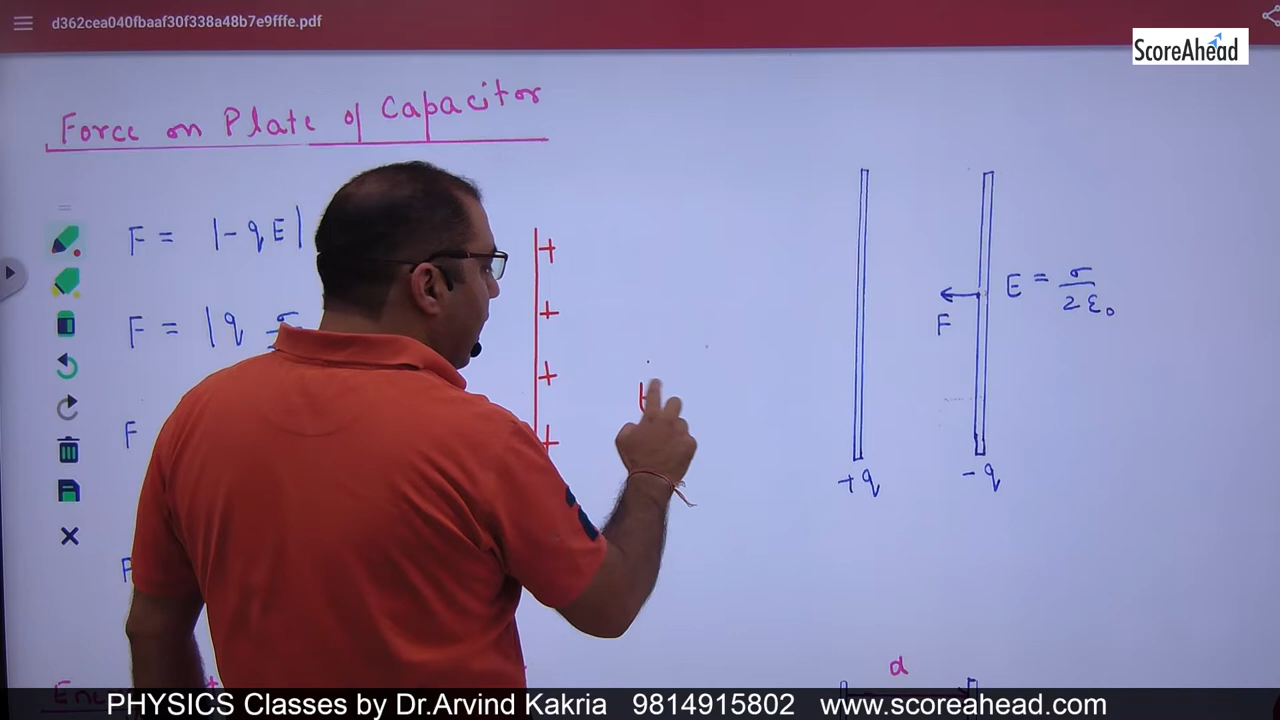 d362cea040fbaaf30f338a48b7e9fffe.pdf
ScoreAhead
Force on Plate of Capacitor
F = |-qE|
F = |q σ
F
F
+
+
+
+
E = σ/2ε₀
F
+q
-q
d
PHYSICS Classes by Dr.Arvind Kakria 9814915802 www.scoreahead.com